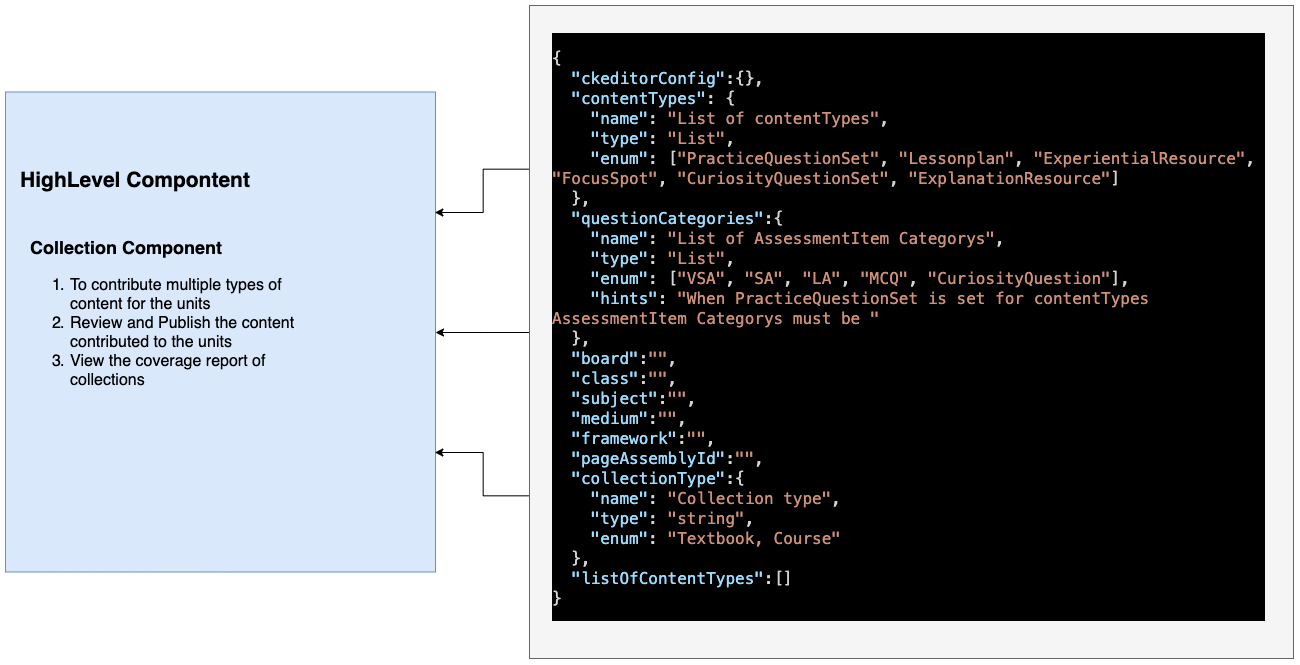 HighLevel Compontent
Collection Component
1. To contribute multiple types of
content for the units
2. Review and Publish the content
contributed to the units
3. View the coverage report of
collections
{
  "ckeditorConfig":{},
  "contentTypes": {
    "name": "List of contentTypes",
    "type": "List",
    "enum": ["PracticeQuestionSet", "Lessonplan", "ExperientialResource",
"FocusSpot", "CuriosityQuestionSet", "ExplanationResource"]
  },
  "questionCategories":{
    "name": "List of AssessmentItem Categorys",
    "type": "List",
    "enum": ["VSA", "SA", "LA", "MCQ", "CuriosityQuestion"],
    "hints": "When PracticeQuestionSet is set for contentTypes
AssessmentItem Categorys must be "
  },
  "board":"",
  "class":"",
  "subject":"",
  "medium":"",
  "framework":"",
  "pageAssemblyId":"",
  "collectionType":{
    "name": "Collection type",
    "type": "string",
    "enum": "Textbook, Course"
  },
  "listOfContentTypes":[]
}